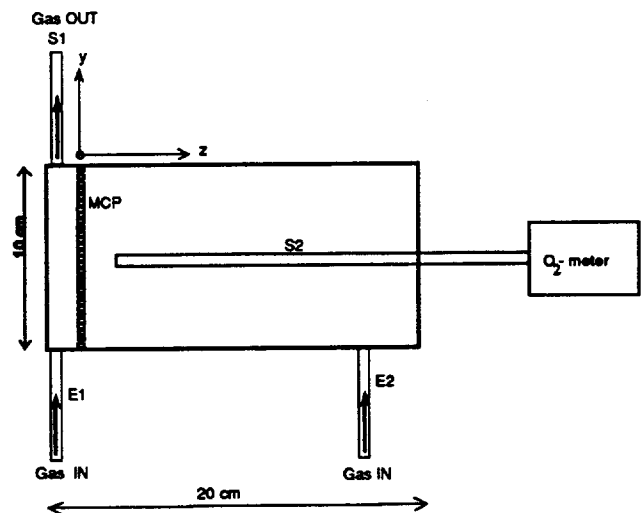 Gas OUT
S1
y
z
MCP
10 cm
S2
O2- meter
E1
E2
Gas IN
Gas IN
20 cm